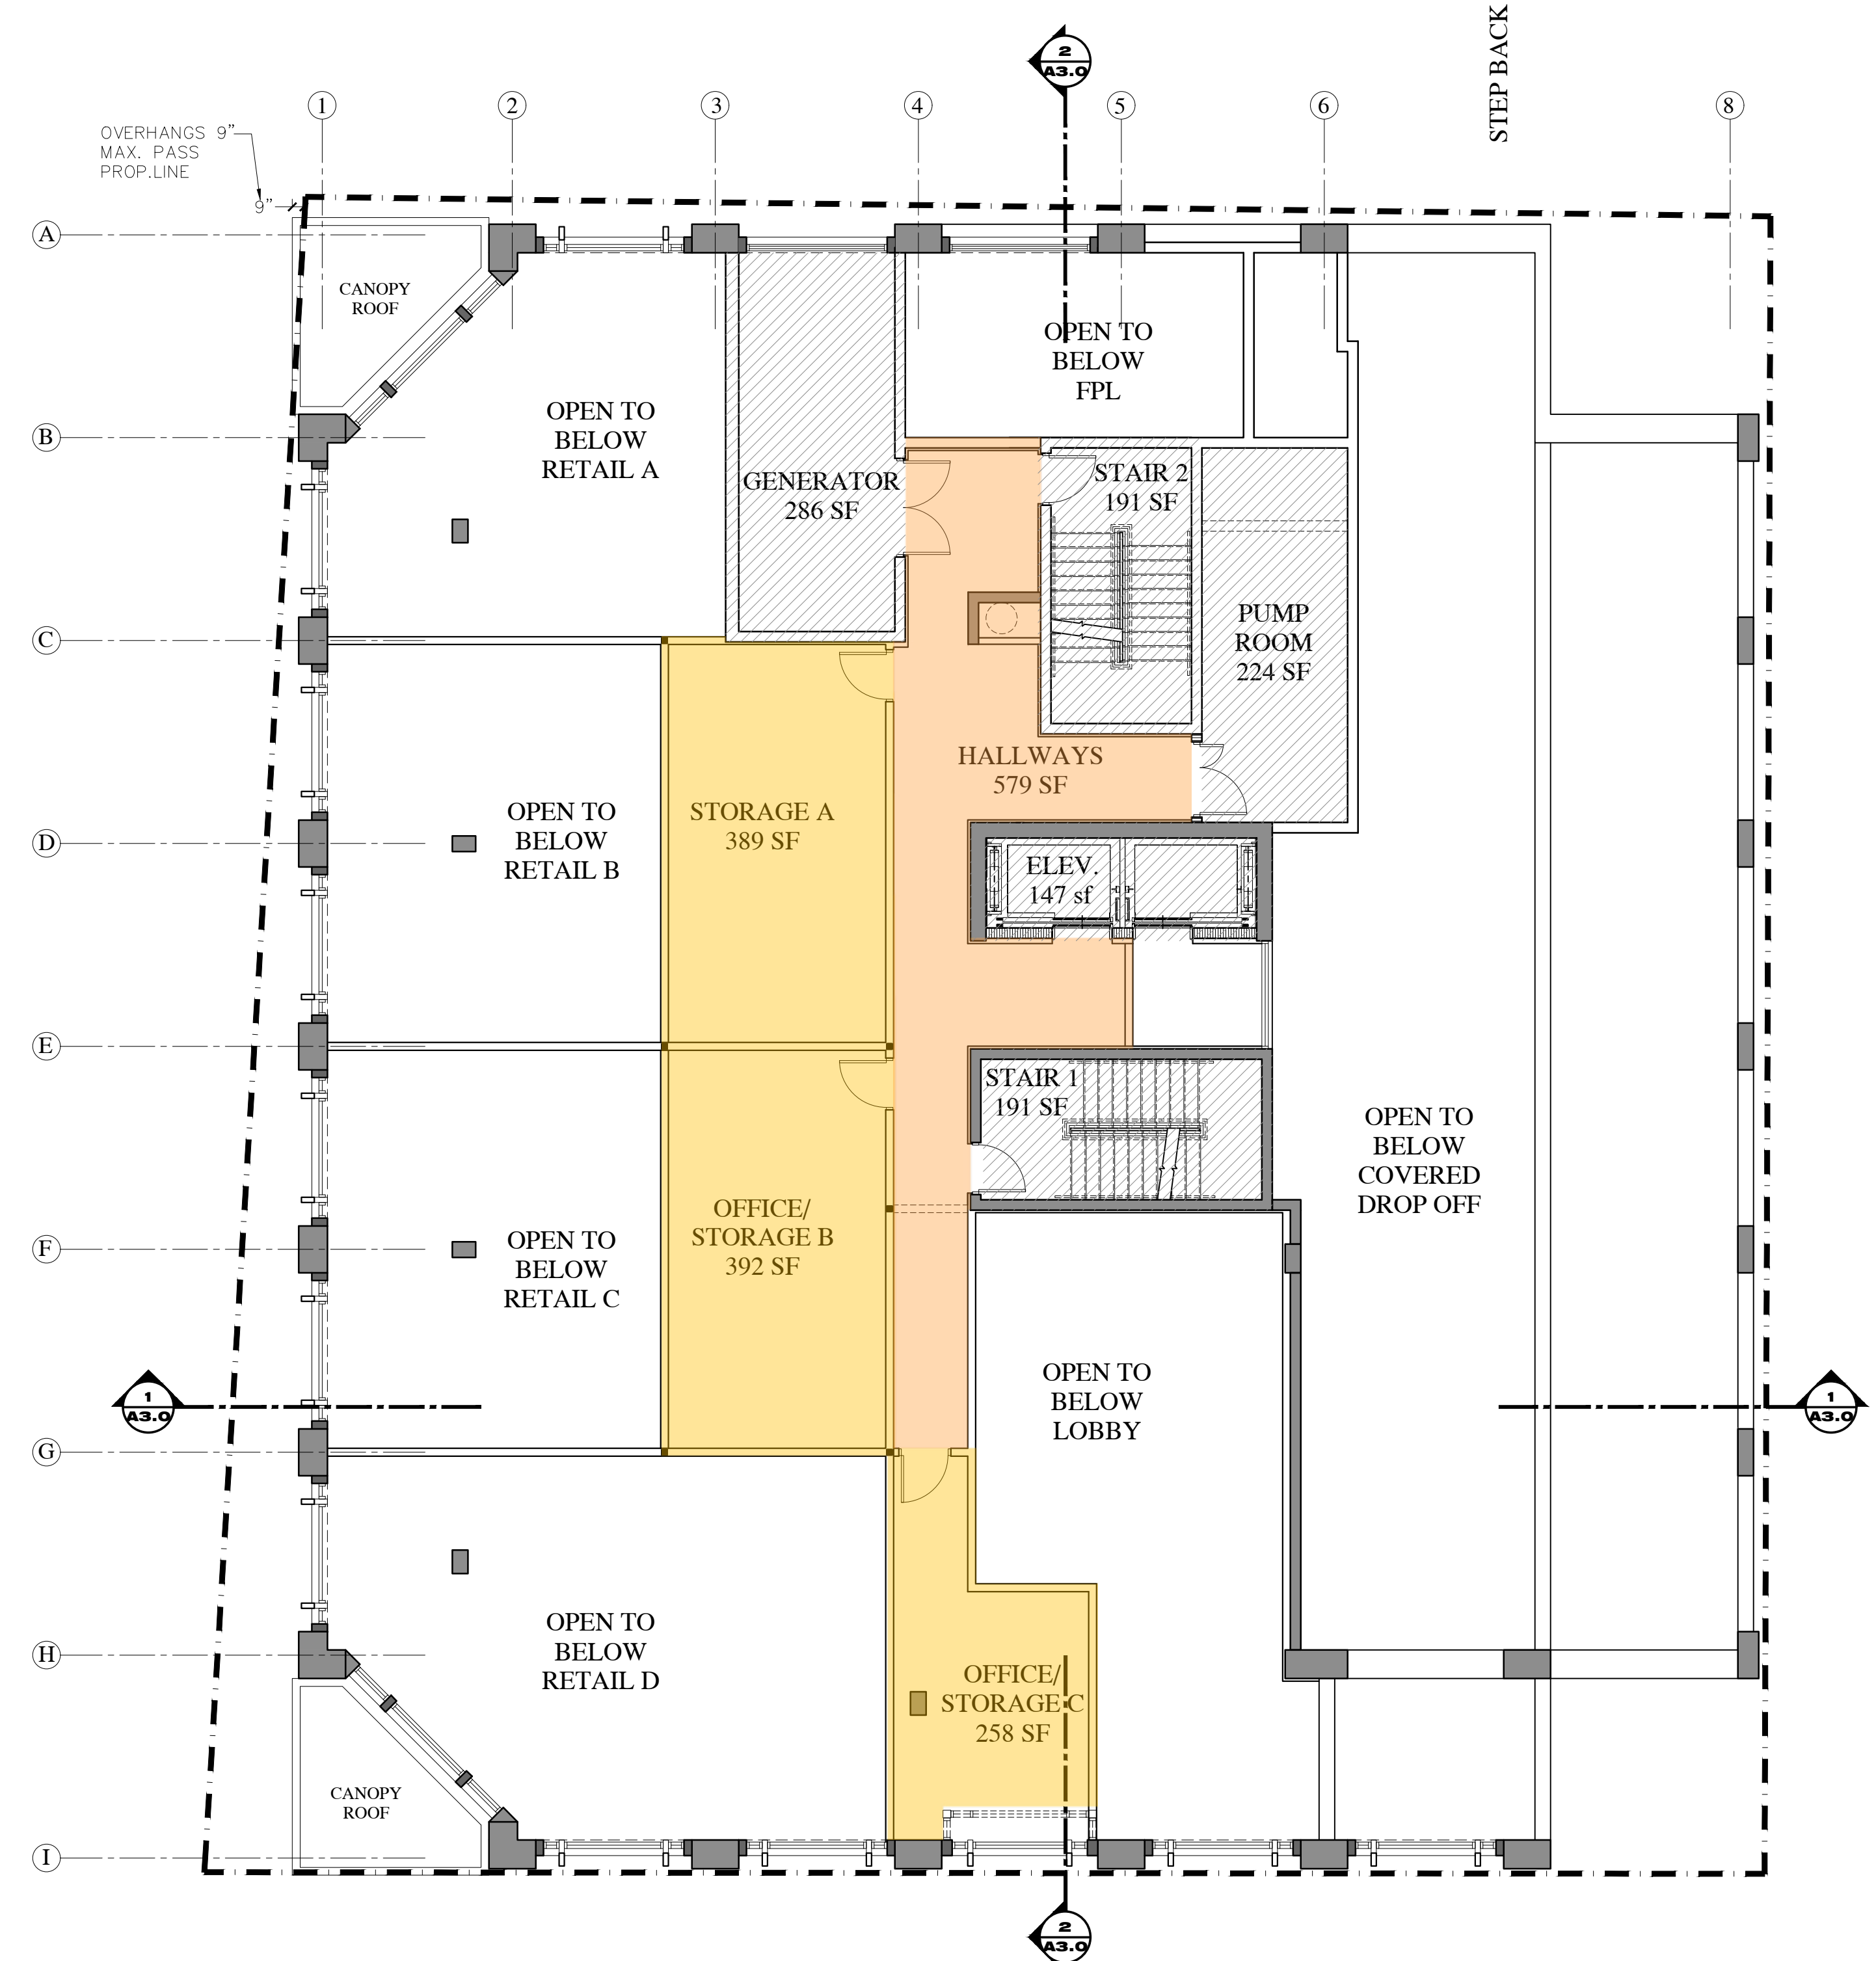 STEP BACK
2
A3.0
1
2
3
4
5
6
8
OVERHANGS 9"
MAX. PASS
PROP.LINE
9"
A
CANOPY
ROOF
OPEN TO
BELOW
FPL
OPEN TO
BELOW
RETAIL A
B
GENERATOR
286 SF
STAIR 2
191 SF
C
PUMP
ROOM
224 SF
HALLWAYS
579 SF
OPEN TO
BELOW
RETAIL B
STORAGE A
389 SF
D
ELEV.
147 sf
E
STAIR 1
191 SF
OPEN TO
BELOW
COVERED
DROP OFF
OFFICE/
STORAGE B
392 SF
F
OPEN TO
BELOW
RETAIL C
OPEN TO
BELOW
LOBBY
1
A3.0
1
A3.0
G
OPEN TO
BELOW
RETAIL D
H
OFFICE/
STORAGE C
258 SF
CANOPY
ROOF
I
2
A3.0